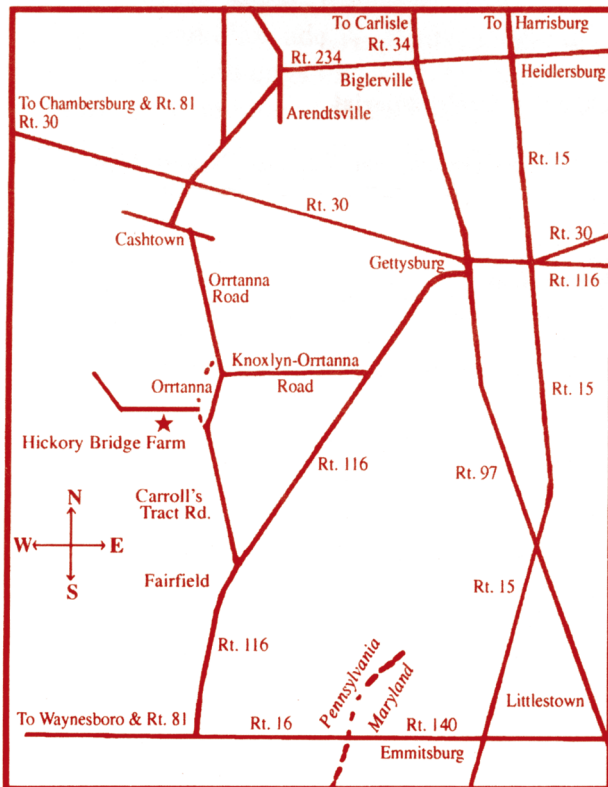 To Carlisle
To Harrisburg
Rt. 34
Rt. 234
Biglerville
Heidlersburg
To Chambersburg & Rt. 81
Rt. 30
Arendtsville
Rt. 15
Rt. 30
Rt. 30
Cashtown
Gettysburg
Rt. 116
Orrtanna
Road
Knoxlyn-Orrtanna
Road
Orrtanna
Rt. 15
Hickory Bridge Farm
Rt. 116
Rt. 97
Carroll's
Tract Rd.
N
W E
S
Fairfield
Rt. 15
Rt. 116
Pennsylvania
Maryland
Littlestown
To Waynesboro & Rt. 81
Rt. 16
Rt. 140
Emmitsburg